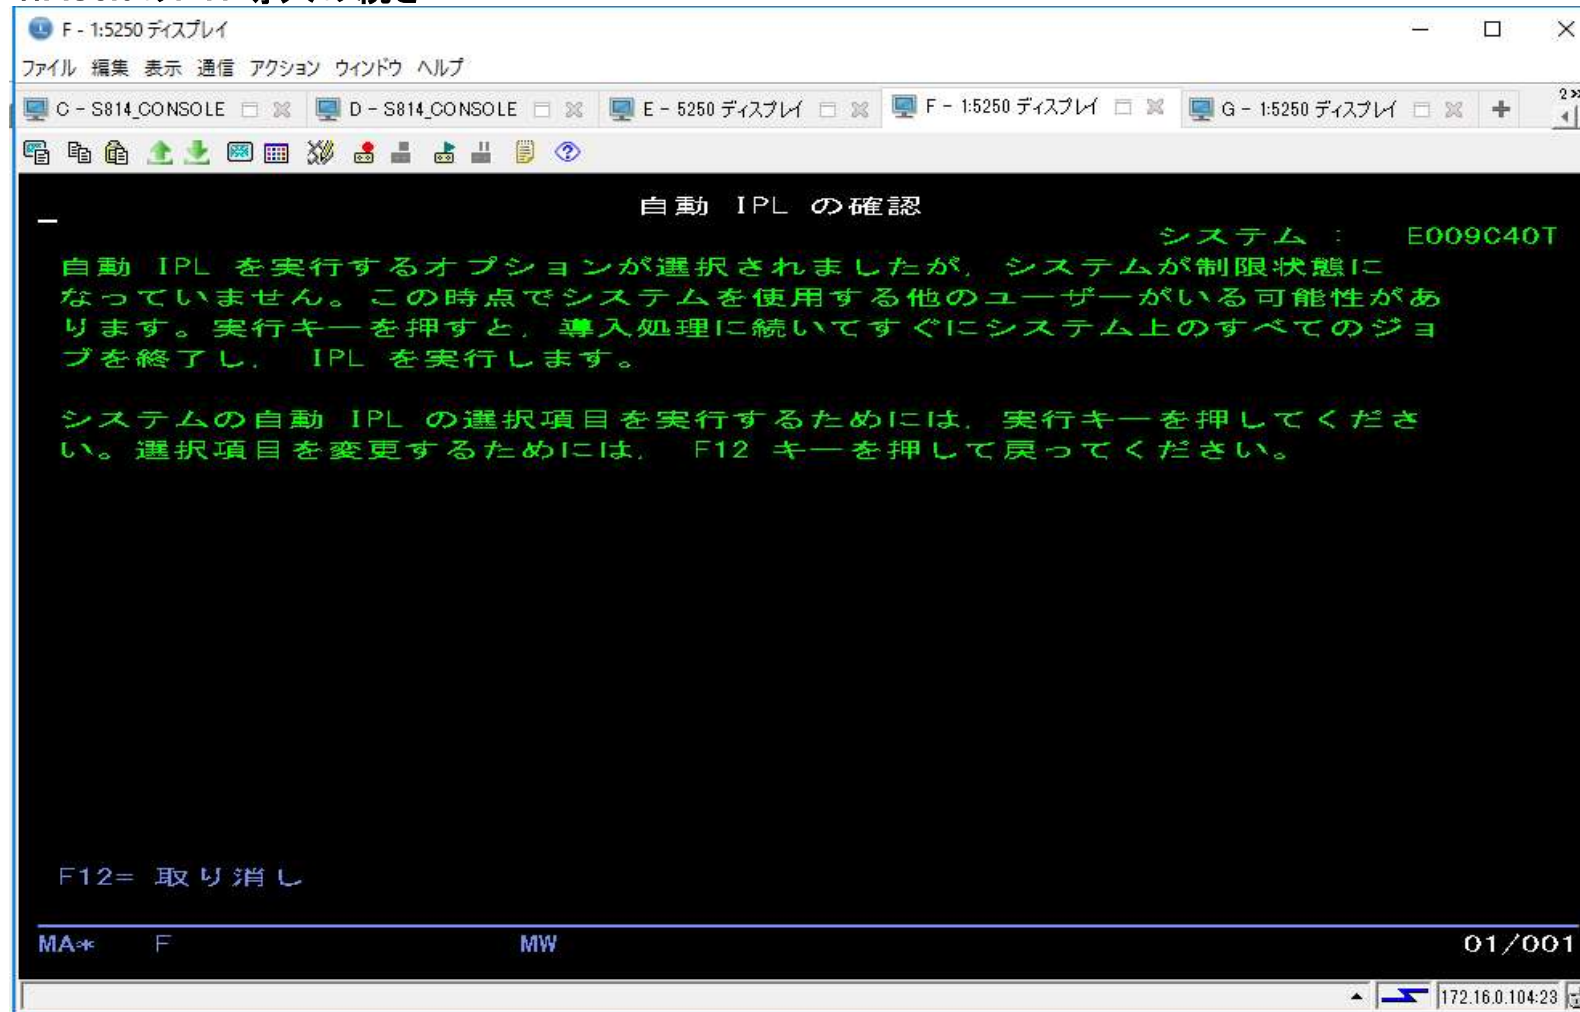 F - 1:5250 ディスプレイ
ファイル 編集 表示 通信 アクション ウィンドウ ヘルプ
C - S814_CONSOLE D - S814_CONSOLE E - 5250 ディスプレイ F - 1:5250 ディスプレイ G - 1:5250 ディスプレイ 2
自動 IPL の確認
システム : E009C40T
自動 IPL を実行するオプションが選択されましたが, システムが制限状態に
なっていません。この時点でシステムを使用する他のユーザーがいる可能性があ
ります。実行キーを押すと, 導入処理に続いてすぐにシステム上のすべてのジョ
ブを終了し, IPL を実行します。
システムの自動 IPL の選択項目を実行するためには, 実行キーを押してくださ
い。選択項目を変更するためには, F12 キーを押して戻ってください。
F12= 取り消し
MA* F MW 01/001
172.16.0.104:23